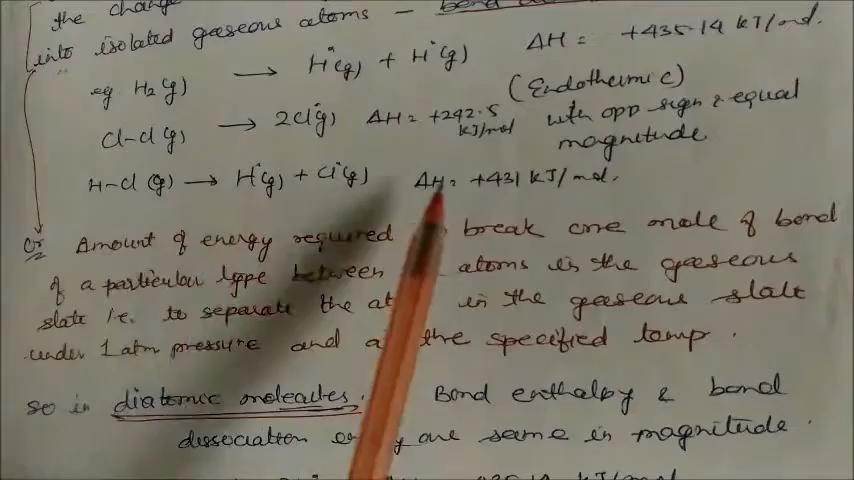 the change
into isolated gaseous atoms – bond
eg H₂(g) ⟶ H˙(g) + H˙(g) ΔH = +435.14 kJ/mol.
(Endothermic)
Cl–Cl(g) ⟶ 2Cl˙(g) ΔH = +242.5 kJ/mol with opp sign & equal magnitude
H–Cl (g) ⟶ H˙(g) + Cl˙(g) ΔH = +431 kJ/mol.
Or Amount of energy required break one mole of bond
of a particular type between atoms in the gaseous
state i.e. to separate the in the gaseous state
under 1 atm pressure and the specified temp.
so in diatomic molecules. Bond enthalpy & bond
dissociation are same in magnitude.
kJ/mol